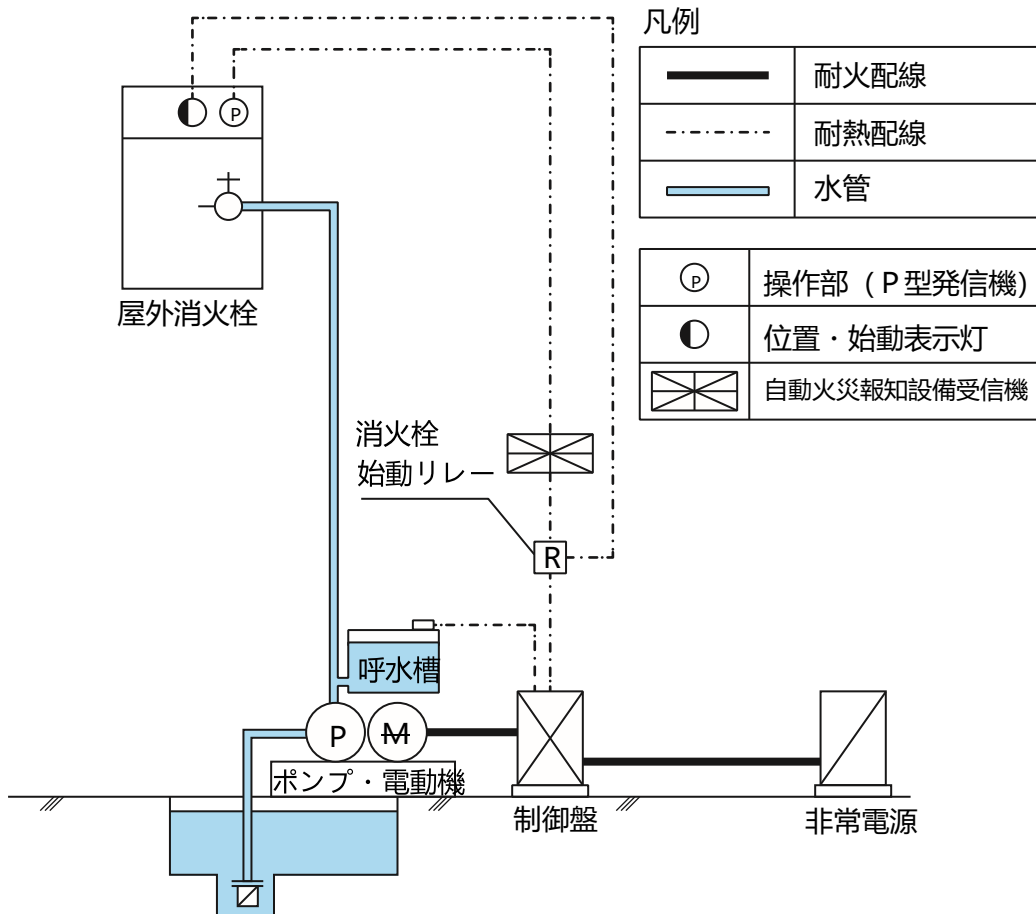 凡例
耐火配線
耐熱配線
水管
P
P
操作部（P型発信機）
位置・始動表示灯
自動火災報知設備受信機
屋外消火栓
消火栓
始動リレー
R
呼水槽
P
M
ポンプ・電動機
制御盤
非常電源